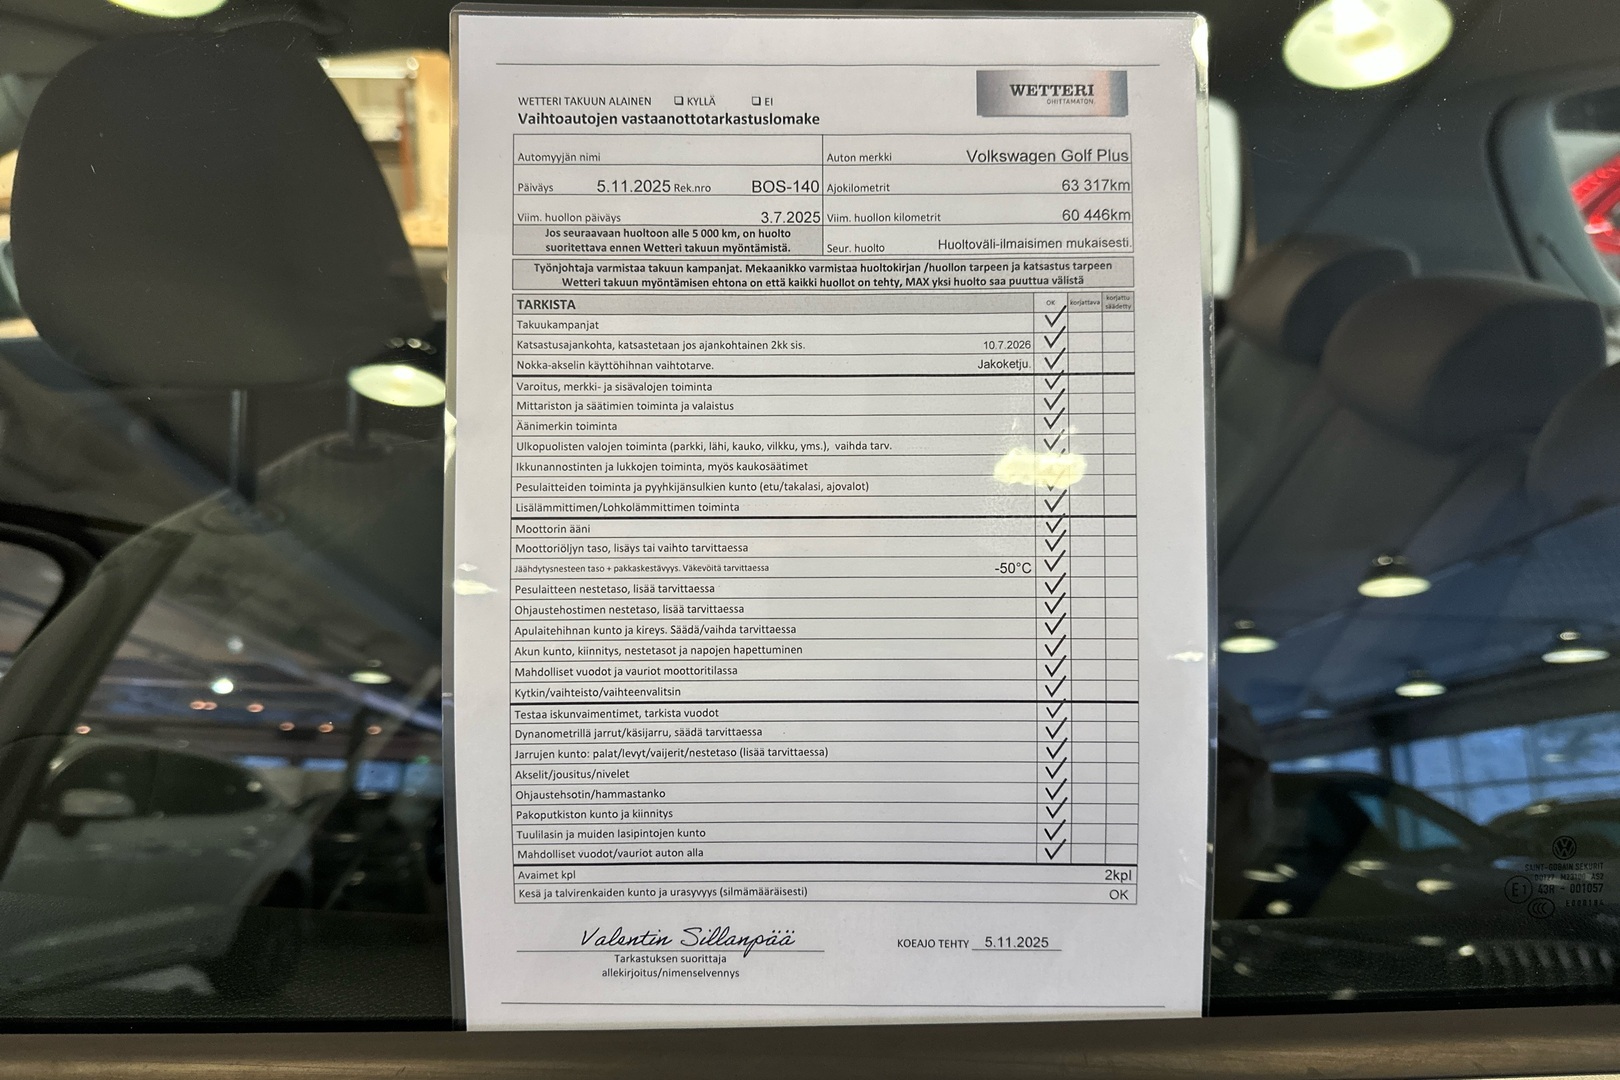 WETTERI TAKUUN ALAINEN ☐ KYLLÄ ☐ EI
WETTERI
OHITTAMATON.
Vaihtoautojen vastaanottotarkastuslomake
Automyyjän nimi
Auton merkki Volkswagen Golf Plus
Päiväys 5.11.2025 Rek.nro BOS-140 Ajokilometrit 63 317km
Viim. huollon päiväys 3.7.2025 Viim. huollon kilometrit 60 446km
Jos seuraavaan huoltoon alle 5 000 km, on huolto
suoritettava ennen Wetteri takuun myöntämistä.
Seur. huolto Huoltoväli-ilmaisimen mukaisesti.
Työnjohtaja varmistaa takuun kampanjat. Mekaanikko varmistaa huoltokirjan /huollon tarpeen ja katsastus tarpeen
Wetteri takuun myöntämisen ehtona on että kaikki huollot on tehty, MAX yksi huolto saa puuttua välistä
TARKISTA OK korjattava korjattu säädetty
Takuukampanjat ✓
Katsastusajankohta, katsastetaan jos ajankohtainen 2kk sis. 10.7.2026 ✓
Nokka-akselin käyttöhihnan vaihtotarve. Jakoketju. ✓
Varoitus, merkki- ja sisävalojen toiminta ✓
Mittariston ja säätimien toiminta ja valaistus ✓
Äänimerkin toiminta ✓
Ulkopuolisten valojen toiminta (parkki, lähi, kauko, vilkku, yms.), vaihda tarv. ✓
Ikkunannostinten ja lukkojen toiminta, myös kaukosäätimet
Pesulaitteiden toiminta ja pyyhkijänsulkien kunto (etu/takalasi, ajovalot) ✓
Lisälämmittimen/Lohkolämmittimen toiminta ✓
Moottorin ääni ✓
Moottoriöljyn taso, lisäys tai vaihto tarvittaessa ✓
Jäähdytysnesteen taso + pakkaskestävyys. Väkevöitä tarvittaessa -50°C ✓
Pesulaitteen nestetaso, lisää tarvittaessa ✓
Ohjaustehostimen nestetaso, lisää tarvittaessa ✓
Apulaitehihnan kunto ja kireys. Säädä/vaihda tarvittaessa ✓
Akun kunto, kiinnitys, nestetasot ja napojen hapettuminen ✓
Mahdolliset vuodot ja vauriot moottoritilassa ✓
Kytkin/vaihteisto/vaihteenvalitsin ✓
Testaa iskunvaimentimet, tarkista vuodot ✓
Dynanometrillä jarrut/käsijarru, säädä tarvittaessa ✓
Jarrujen kunto: palat/levyt/vaijerit/nestetaso (lisää tarvittaessa) ✓
Akselit/jousitus/nivelet ✓
Ohjaustehsotin/hammastanko ✓
Pakoputkiston kunto ja kiinnitys ✓
Tuulilasin ja muiden lasipintojen kunto ✓
Mahdolliset vuodot/vauriot auton alla ✓
Avaimet kpl 2kpl
Kesä ja talvirenkaiden kunto ja urasyvyys (silmämääräisesti) OK
Valentin Sillanpää
KOEAJO TEHTY 5.11.2025
Tarkastuksen suorittaja
allekirjoitus/nimenselvennys
SAINT-GOBAIN SEKURIT
E1 43R - 001057